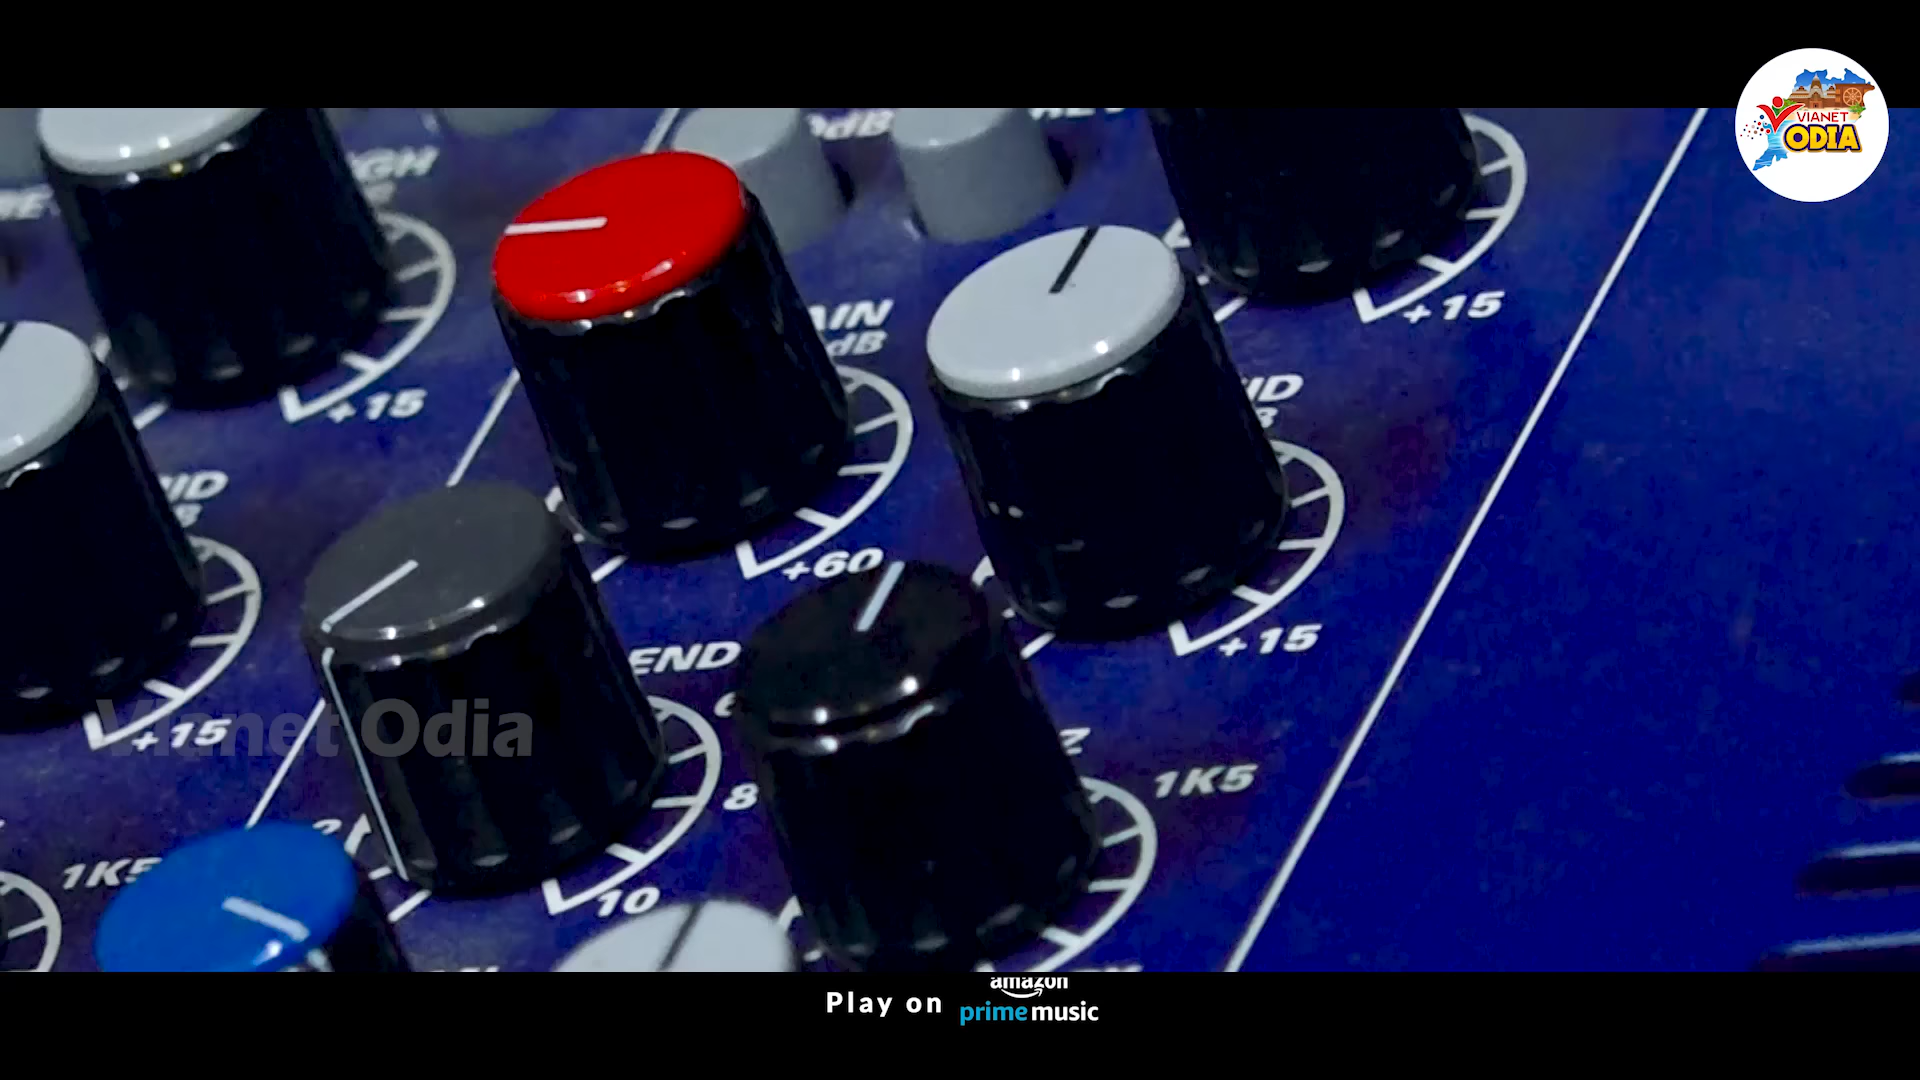 VIANET
ODIA
+15
+15
+60
+15
END
+15
8
1K5
1K5
10
Vianet Odia
Play on
amazon
prime music